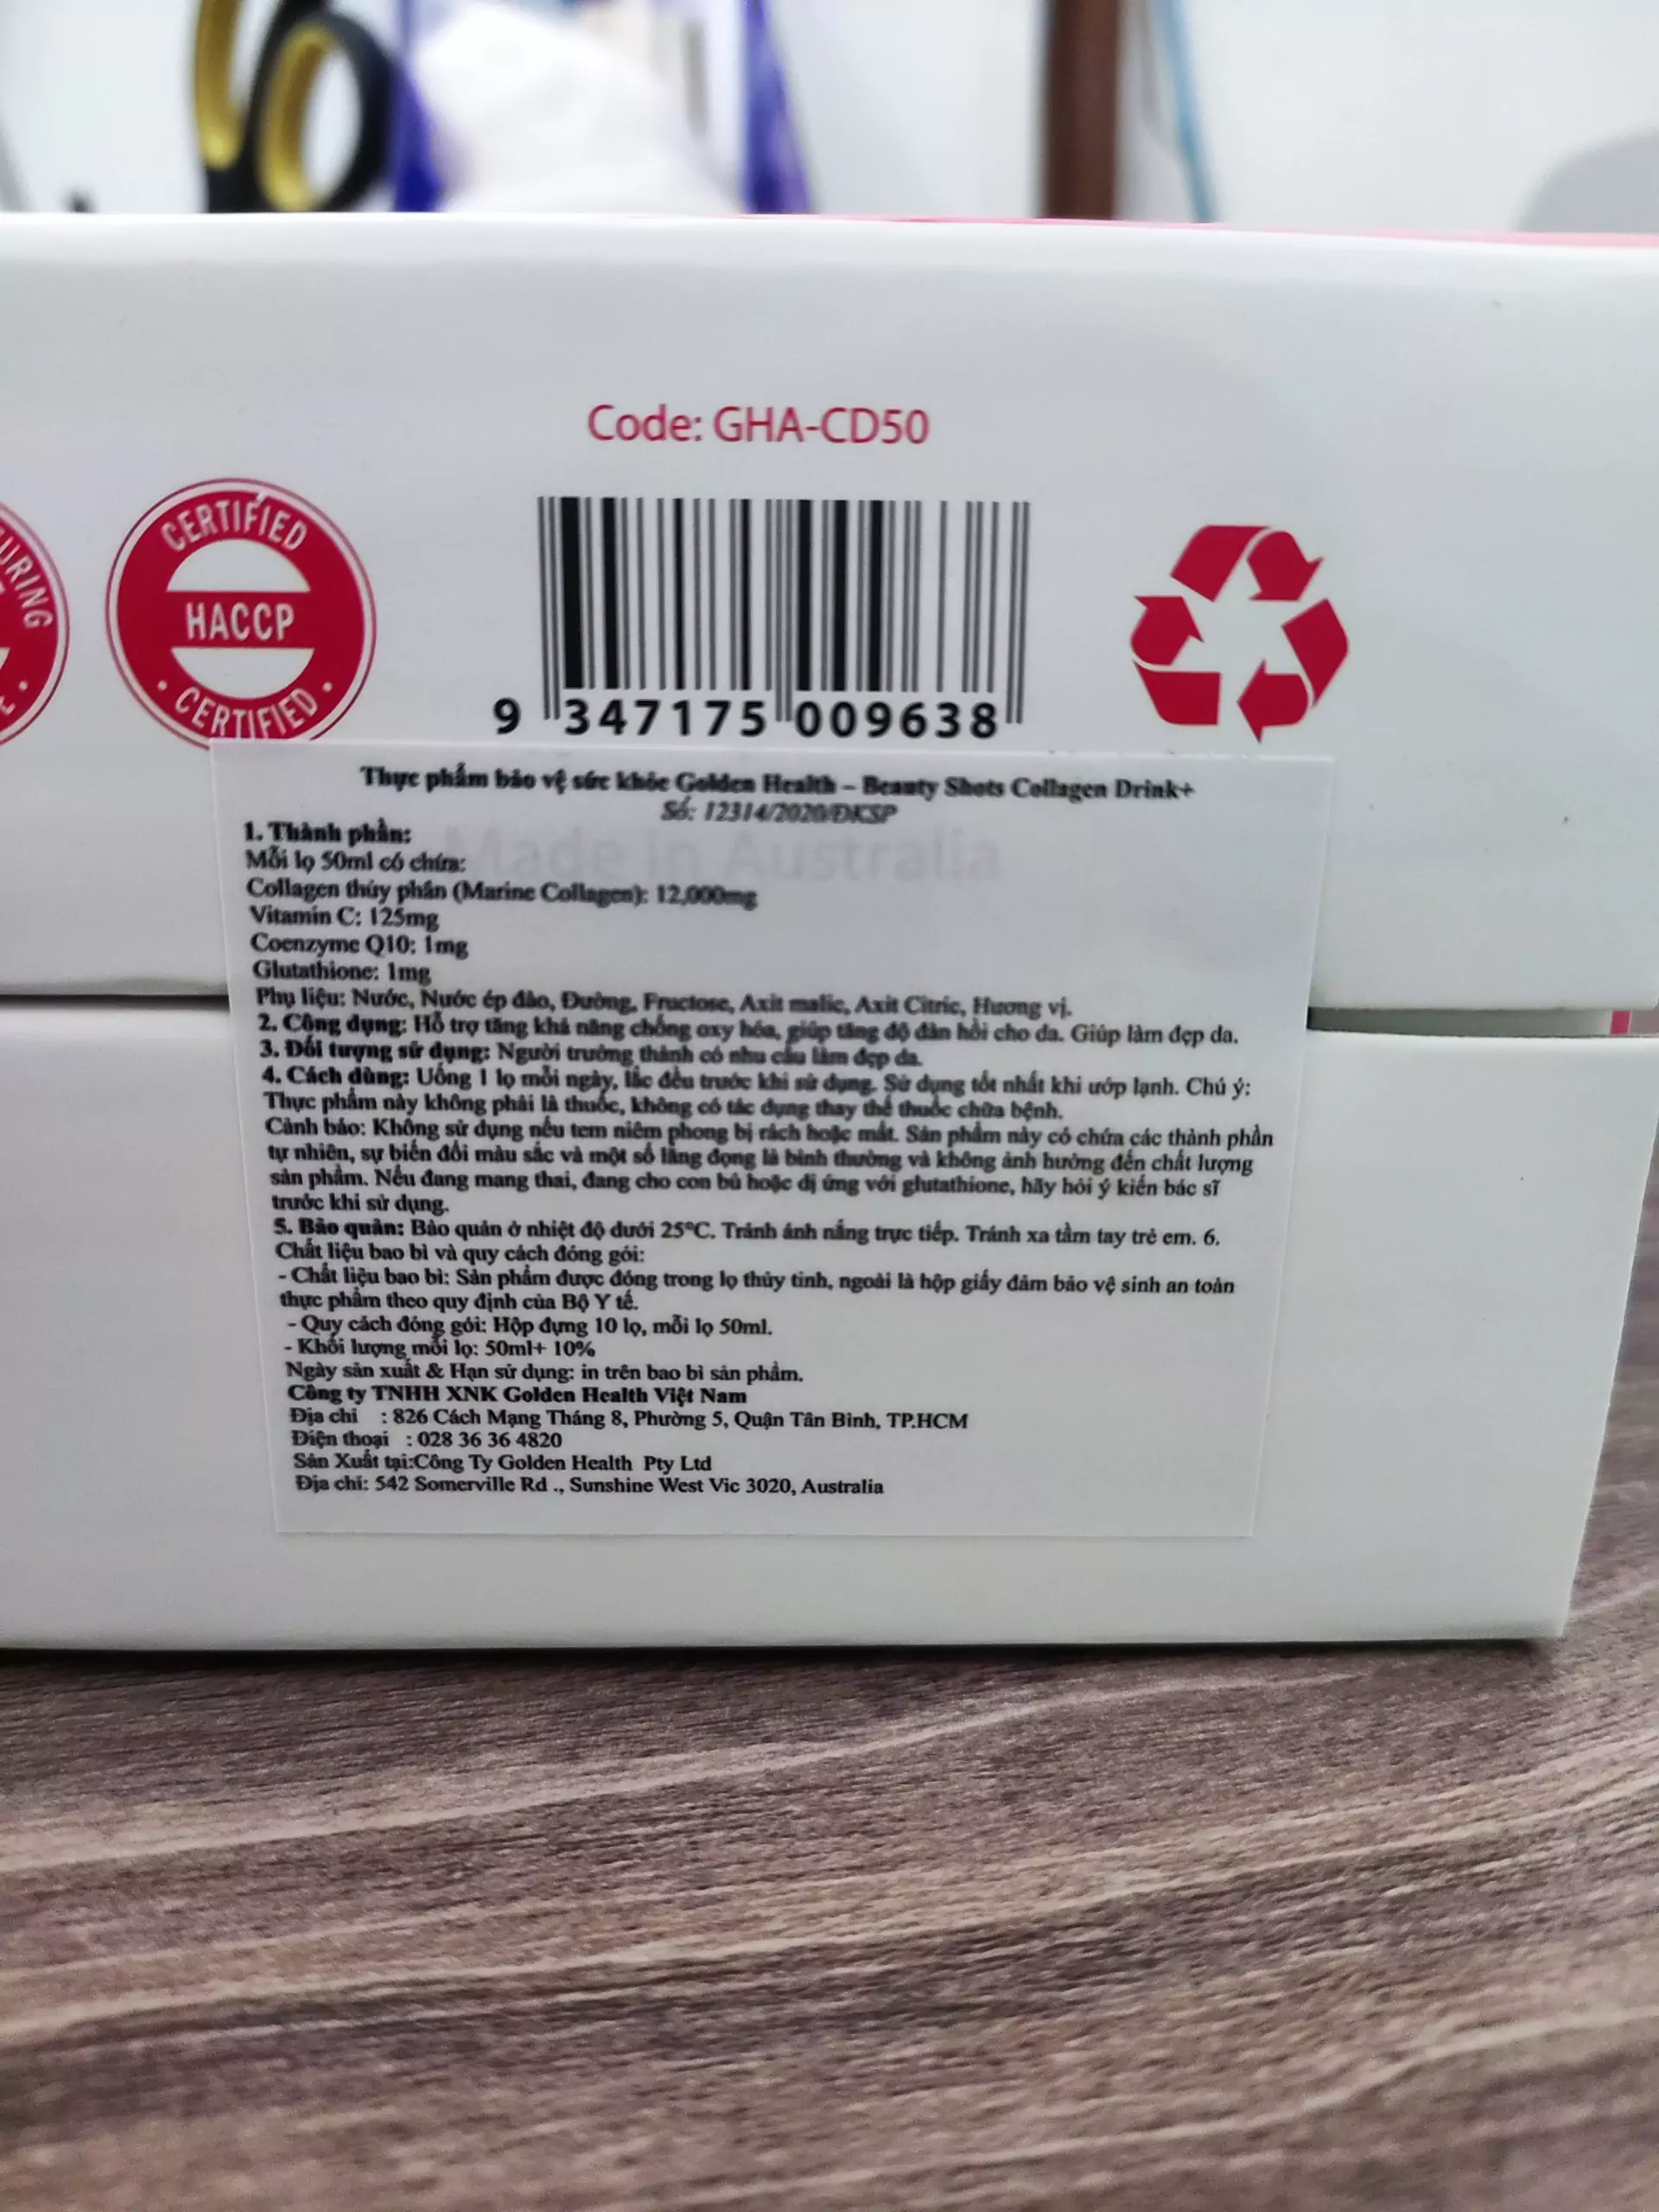 Code: GHA-CD50
URING
CERTIFIED
HACCP
CERTIFIED
9 347175 009638
Thực phẩm bảo vệ sức khỏe Golden Health – Beauty Shots Collagen Drink+
Số: 12314/2020/ĐKSP
Made in Australia
1. Thành phần:
Mỗi lọ 50ml có chứa:
Collagen thủy phân (Marine Collagen): 12,000mg
Vitamin C: 125mg
Coenzyme Q10: 1mg
Glutathione: 1mg
Phụ liệu: Nước, Nước ép đào, Đường, Fructose, Axit malic, Axit Citric, Hương vị.
2. Công dụng: Hỗ trợ tăng khả năng chống oxy hóa, giúp tăng độ đàn hồi cho da. Giúp làm đẹp da.
3. Đối tượng sử dụng: Người trưởng thành có nhu cầu làm đẹp da.
4. Cách dùng: Uống 1 lọ mỗi ngày, lắc đều trước khi sử dụng. Sử dụng tốt nhất khi ướp lạnh. Chú ý:
Thực phẩm này không phải là thuốc, không có tác dụng thay thế thuốc chữa bệnh.
Cảnh báo: Không sử dụng nếu tem niêm phong bị rách hoặc mất. Sản phẩm này có chứa các thành phần
tự nhiên, sự biến đổi màu sắc và một số lắng đọng là bình thường và không ảnh hưởng đến chất lượng
sản phẩm. Nếu đang mang thai, đang cho con bú hoặc dị ứng với glutathione, hãy hỏi ý kiến bác sĩ
trước khi sử dụng.
5. Bảo quản: Bảo quản ở nhiệt độ dưới 25°C. Tránh ánh nắng trực tiếp. Tránh xa tầm tay trẻ em. 6.
Chất liệu bao bì và quy cách đóng gói:
- Chất liệu bao bì: Sản phẩm được đóng trong lọ thủy tinh, ngoài là hộp giấy đảm bảo vệ sinh an toàn
thực phẩm theo quy định của Bộ Y tế.
- Quy cách đóng gói: Hộp đựng 10 lọ, mỗi lọ 50ml.
- Khối lượng mỗi lọ: 50ml+ 10%
Ngày sản xuất & Hạn sử dụng: in trên bao bì sản phẩm.
Công ty TNHH XNK Golden Health Việt Nam
Địa chỉ : 826 Cách Mạng Tháng 8, Phường 5, Quận Tân Bình, TP.HCM
Điện thoại : 028 36 36 4820
Sản Xuất tại:Công Ty Golden Health Pty Ltd
Địa chỉ: 542 Somerville Rd ., Sunshine West Vic 3020, Australia